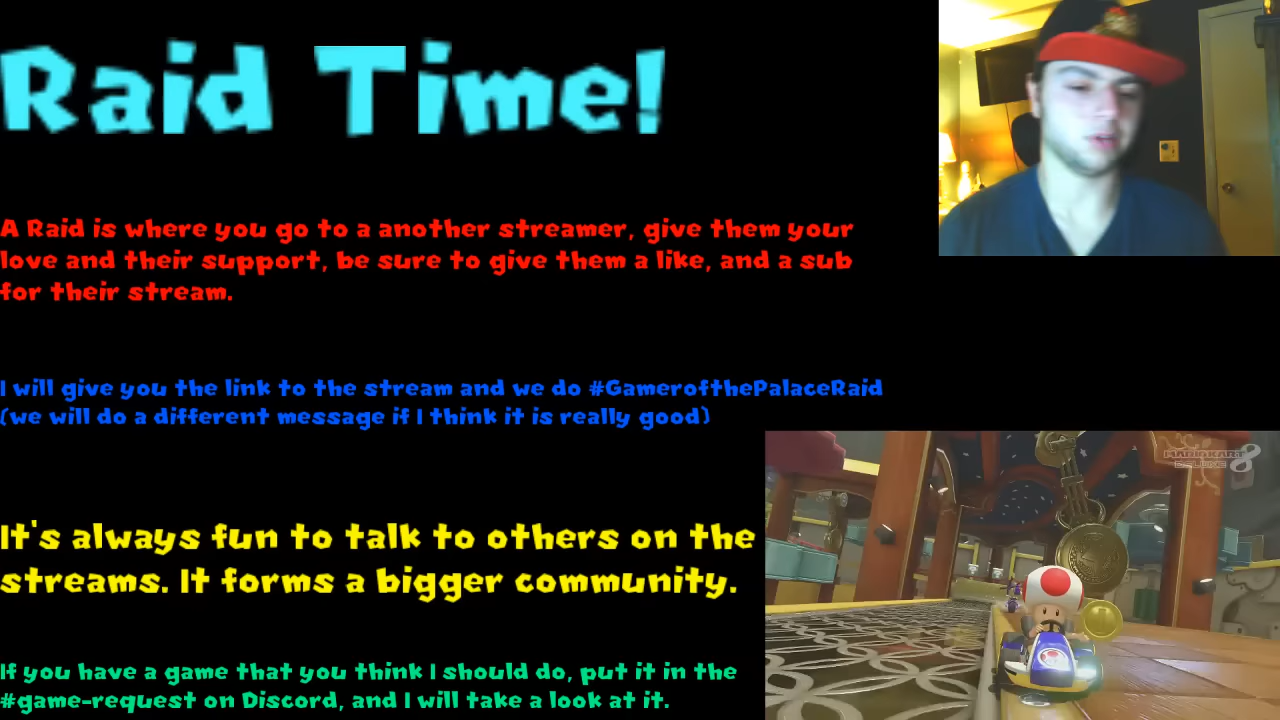 Raid Time!
A Raid is where you go to a another streamer, give them your
love and their support, be sure to give them a like, and a sub
for their stream.
I will give you the link to the stream and we do #GamerofthePalaceRaid
(we will do a different message if I think it is really good)
MARIOKART 8
DELUXE
It's always fun to talk to others on the
streams. It forms a bigger community.
If you have a game that you think I should do, put it in the
#game-request on Discord, and I will take a look at it.